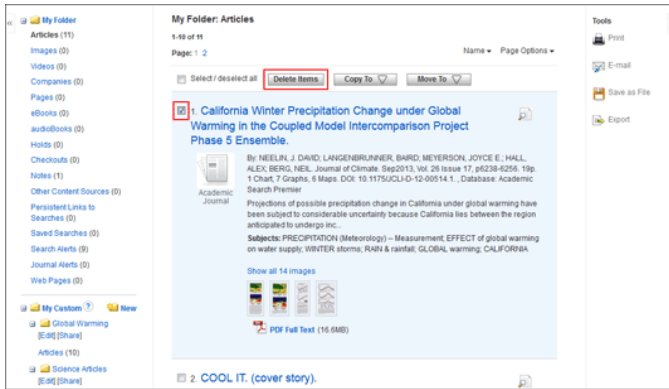 «
My Folder
Articles (11)
Images (0)
Videos (0)
Companies (0)
Pages (0)
eBooks (0)
audioBooks (0)
Holds (0)
Checkouts (0)
Notes (1)
Other Content Sources (0)
Persistent Links to
Searches (0)
Saved Searches (0)
Search Alerts (9)
Journal Alerts (0)
Web Pages (0)
My Custom ? New
Global Warming
[Edit] [Share]
Articles (10)
Science Articles
[Edit] [Share]
My Folder: Articles
1-10 of 11
Page: 1 2
Name Page Options
Select / deselect all Delete Items Copy To Move To
1. California Winter Precipitation Change under Global
Warming in the Coupled Model Intercomparison Project
Phase 5 Ensemble.
Academic
Journal
By: NEELIN, J. DAVID; LANGENBRUNNER, BAIRD; MEYERSON, JOYCE E.; HALL,
ALEX; BERG, NEIL. Journal of Climate. Sep2013, Vol. 26 Issue 17, p6238-6256. 19p.
1 Chart, 7 Graphs, 6 Maps. DOI: 10.1175/JCLI-D-12-00514.1. , Database: Academic
Search Premier
Projections of possible precipitation change in California under global warming have
been subject to considerable uncertainty because California lies between the region
anticipated to undergo inc...
Subjects: PRECIPITATION (Meteorology) -- Measurement; EFFECT of global warming
on water supply; WINTER storms; RAIN & rainfall; GLOBAL warming; CALIFORNIA
Show all 14 images
PDF Full Text (16.6MB)
2. COOL IT. (cover story).
Tools
Print
E-mail
Save as File
Export